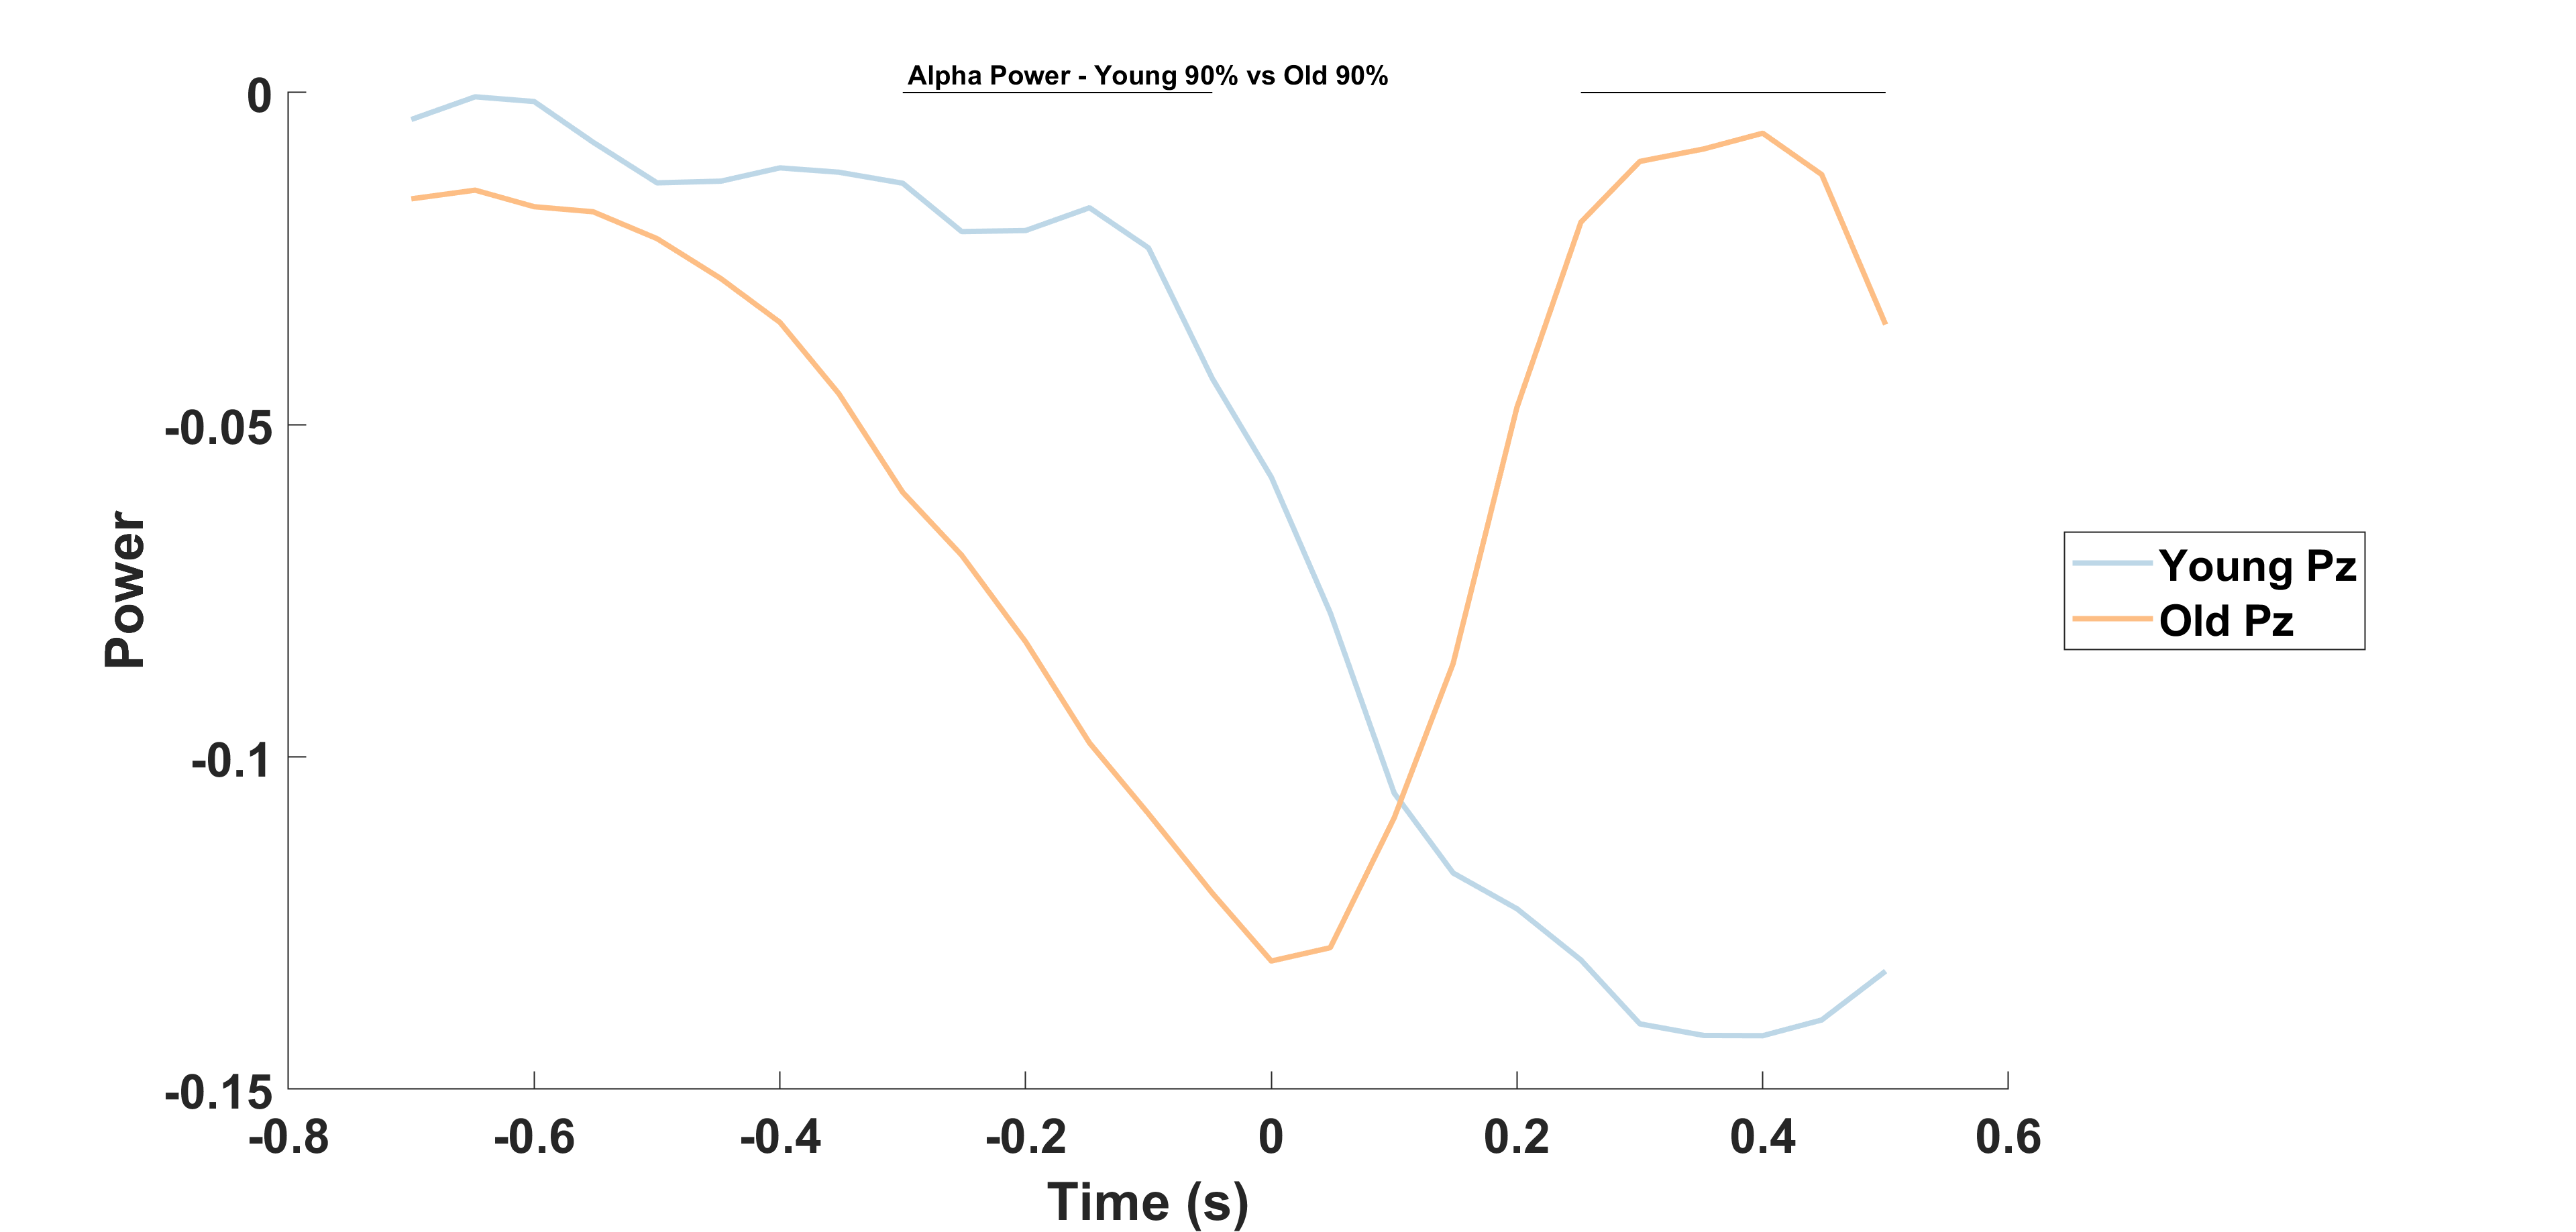 Alpha Power - Young 90% vs Old 90%
0
-0.05
-0.1
-0.15
Power
-0.8 -0.6 -0.4 -0.2 0 0.2 0.4 0.6
Time (s)
Young Pz
Old Pz